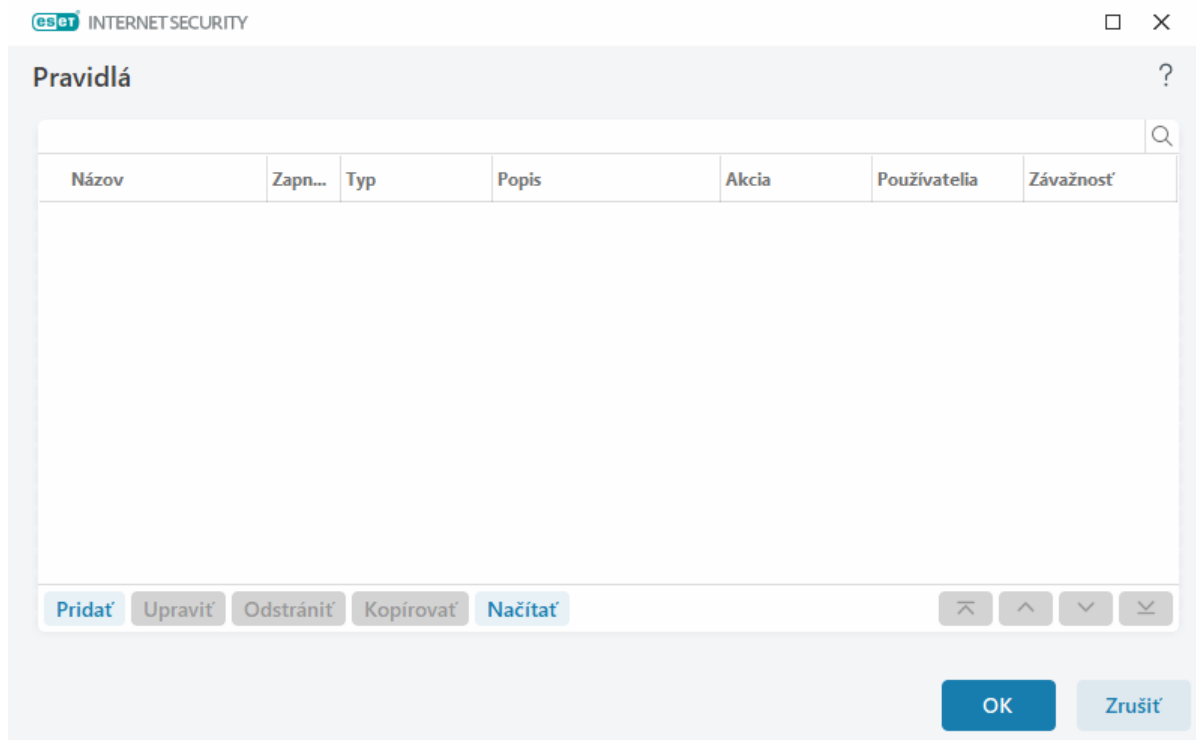 eset INTERNET SECURITY
Pravidlá
?
Názov Zapn... Typ Popis Akcia Používatelia Závažnosť
Pridať Upraviť Odstrániť Kopírovať Načítať
OK Zrušiť